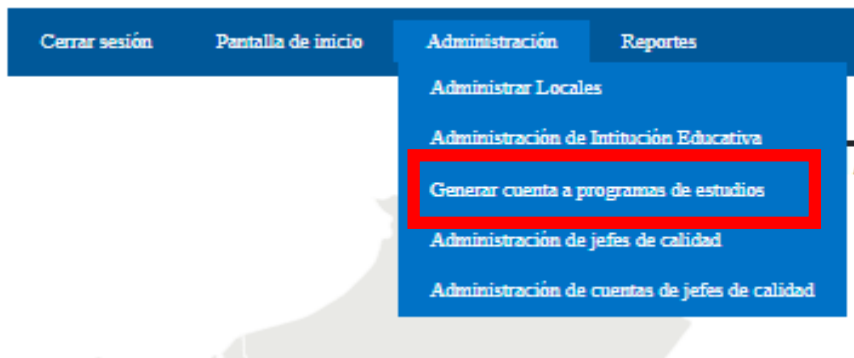 Cerrar sesión Pantalla de inicio Administración Reportes
Administrar Locales
Administración de Intitución Educativa
Generar cuenta a programas de estudios
Administración de jefes de calidad
Administración de cuentas de jefes de calidad